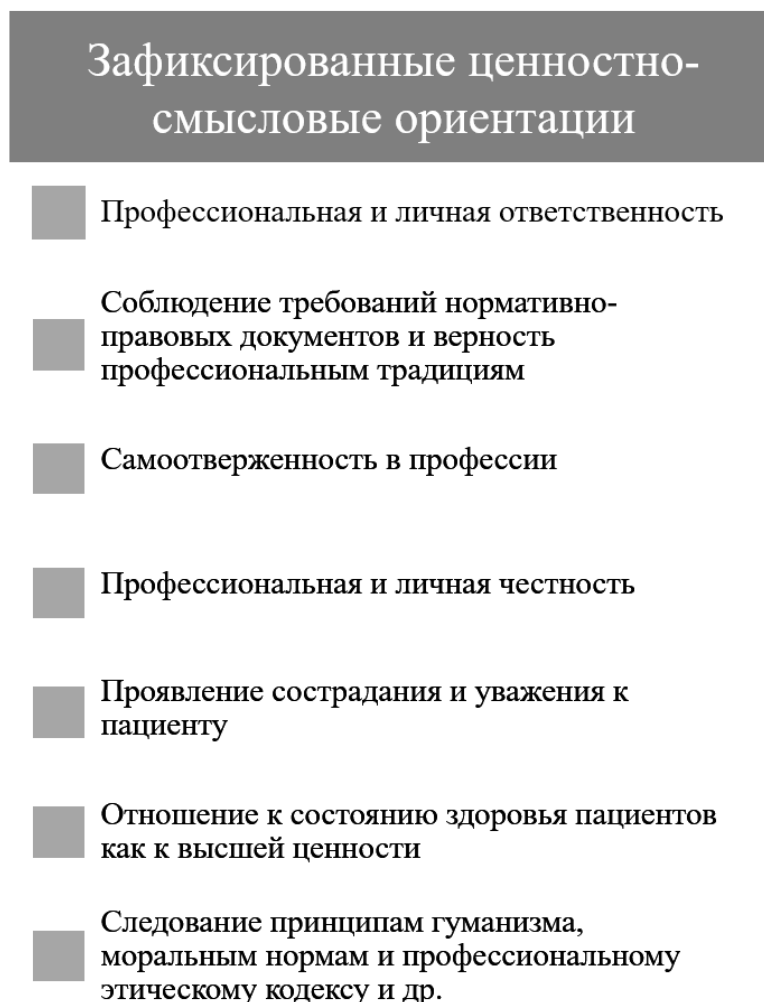 Зафиксированные ценностно-
смысловые ориентации
Профессиональная и личная ответственность
Соблюдение требований нормативно-
правовых документов и верность
профессиональным традициям
Самоотверженность в профессии
Профессиональная и личная честность
Проявление сострадания и уважения к
пациенту
Отношение к состоянию здоровья пациентов
как к высшей ценности
Следование принципам гуманизма,
моральным нормам и профессиональному
этическому кодексу и др.